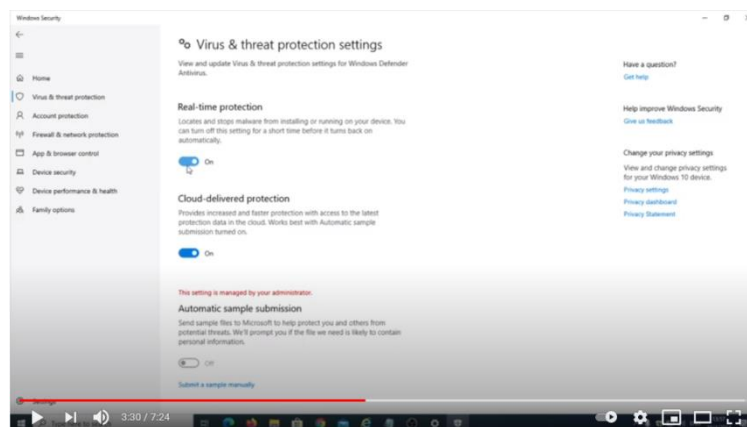 Windows Security
Virus & threat protection settings
View and update Virus & threat protection settings for Windows Defender
Antivirus.
Real-time protection
Locates and stops malware from installing or running on your device. You
can turn off this setting for a short time before it turns back on
automatically.
On
Cloud-delivered protection
Provides increased and faster protection with access to the latest
protection data in the cloud. Works best with Automatic sample
submission turned on.
On
This setting is managed by your administrator.
Automatic sample submission
Send sample files to Microsoft to help protect you and others from
potential threats. We'll prompt you if the file we need is likely to contain
personal information.
Off
Submit a sample manually
Home
Virus & threat protection
Account protection
Firewall & network protection
App & browser control
Device security
Device performance & health
Family options
Settings
Have a question?
Get help
Help improve Windows Security
Give us feedback
Change your privacy settings
View and change privacy settings
for your Windows 10 device.
Privacy settings
Privacy dashboard
Privacy Statement
3:30 / 7:24